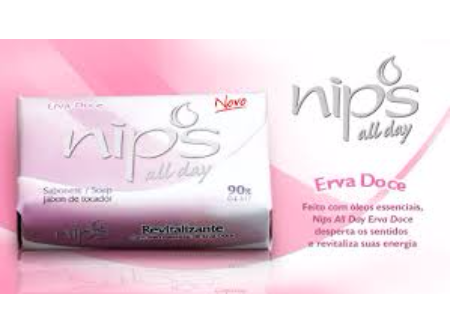 Erva Doce
Novo
nips
all day
Sabonete / Soap
Jabon de tocador
90g
Revitalizante
nips
all day
Erva Doce
Feito com óleos essenciais,
Nips All Day Erva Doce
desperta os sentidos
e revitaliza suas energia